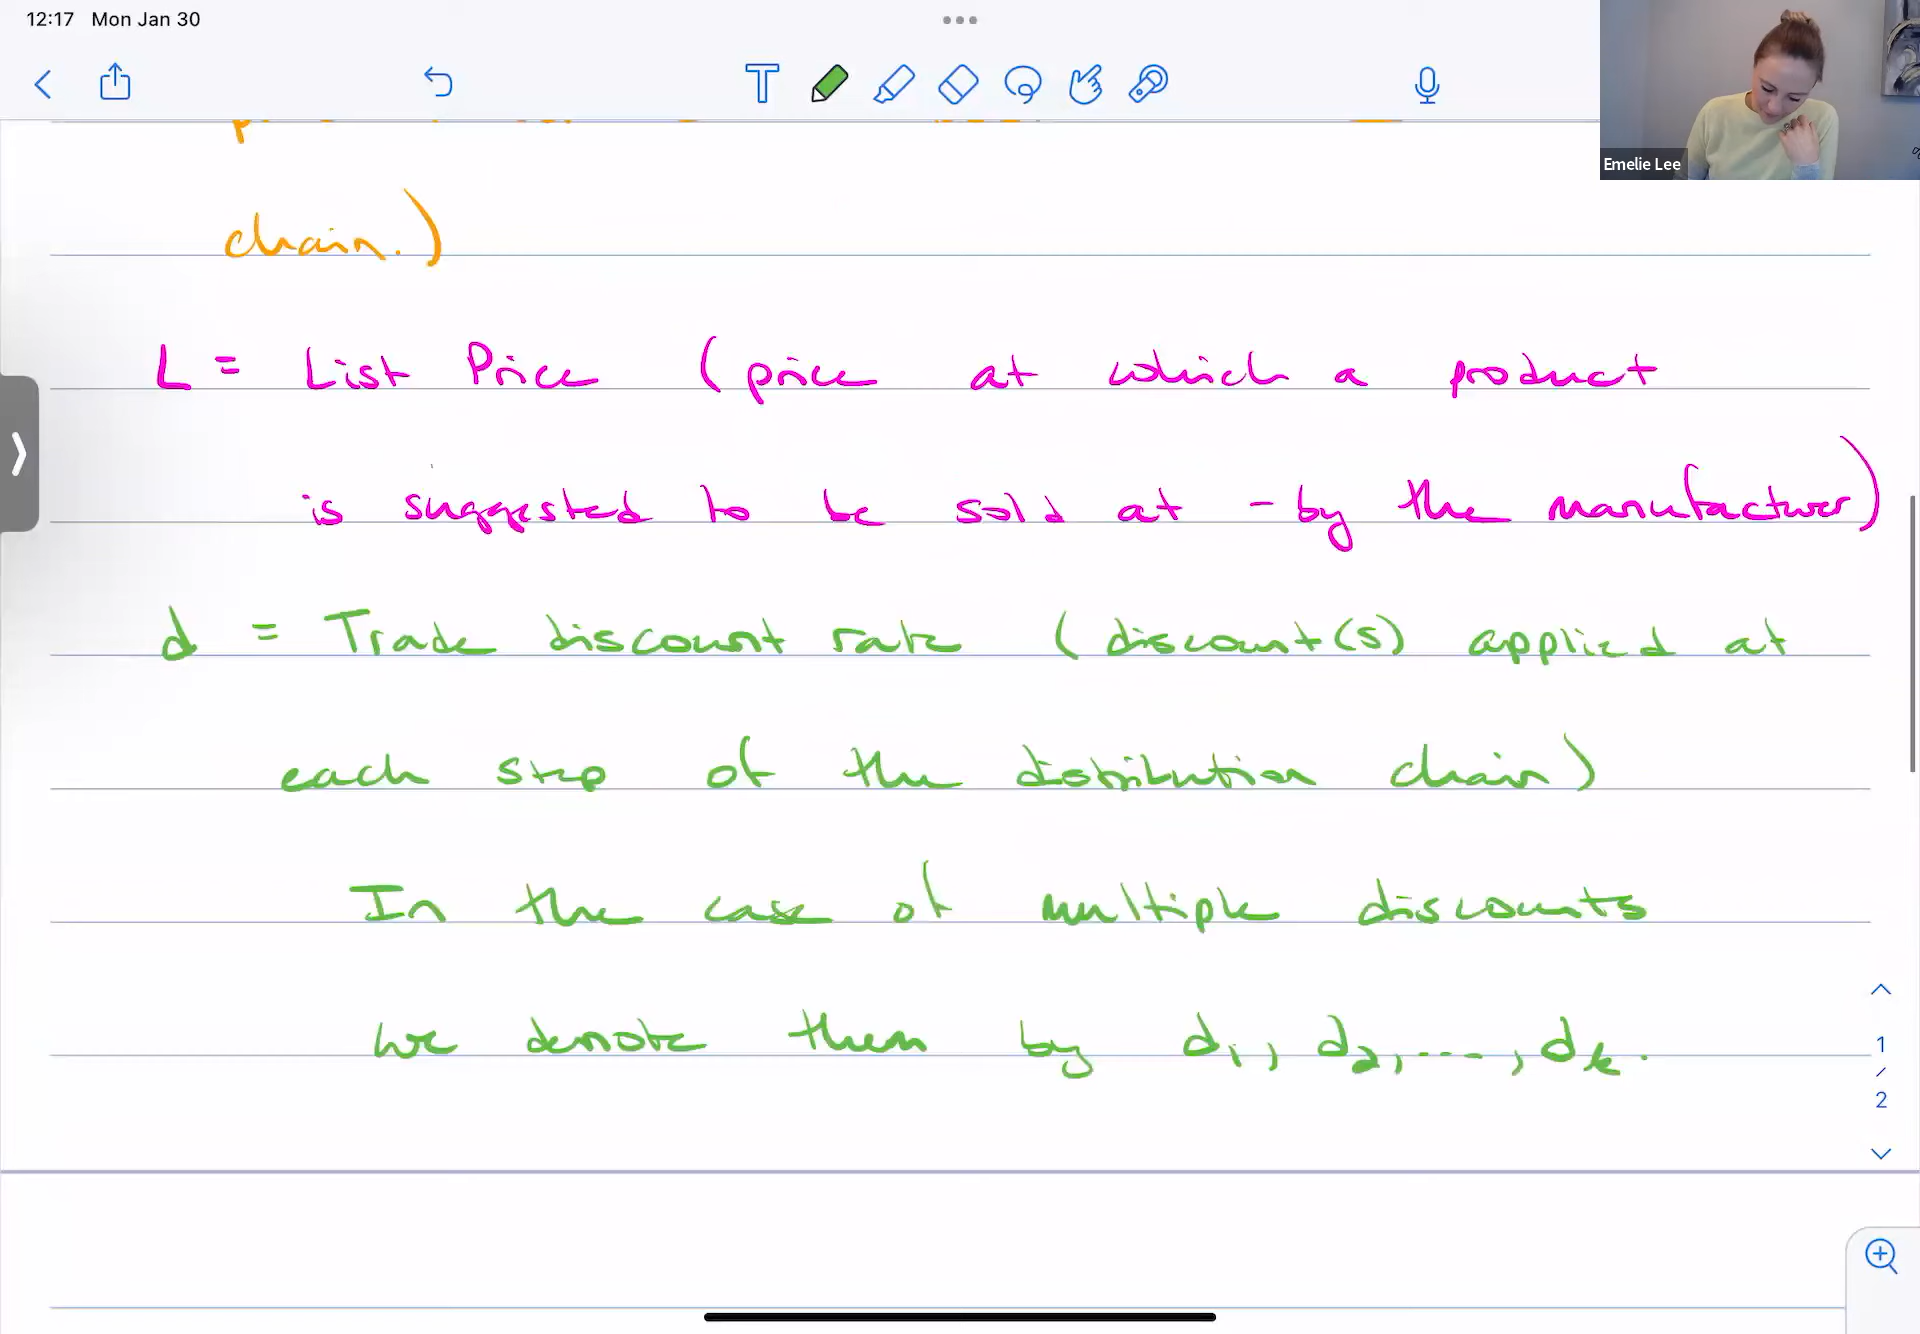 12:17 Mon Jan 30
Emelie Lee
chain.)
L = List Price (price at which a product
is suggested to be sold at - by the manufacturer)
d = Trade discount rate (discount(s) applied at
each step of the distribution chain)
In the case of multiple discounts
we denote them by d₁, d₂, ..., dₖ.
1
/
2